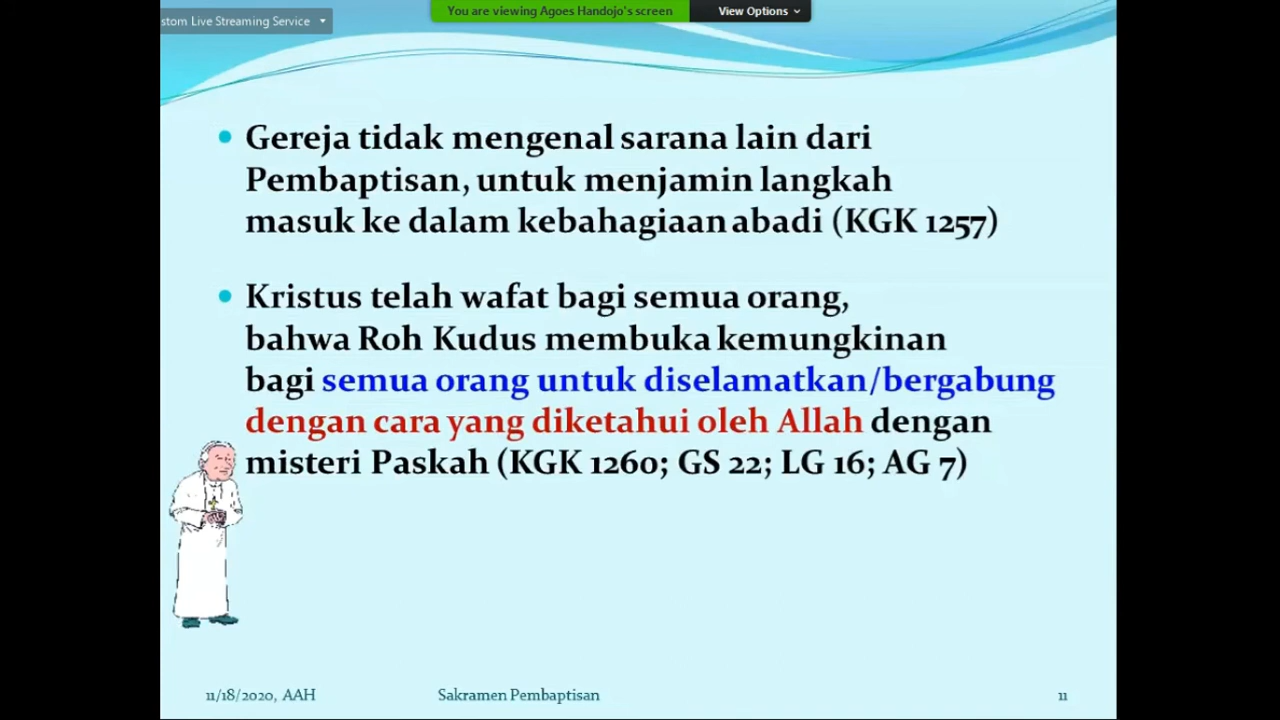 stom Live Streaming Service
You are viewing Agoes Handojo's screen
View Options
Gereja tidak mengenal sarana lain dari
Pembaptisan, untuk menjamin langkah
masuk ke dalam kebahagiaan abadi (KGK 1257)
Kristus telah wafat bagi semua orang,
bahwa Roh Kudus membuka kemungkinan
bagi semua orang untuk diselamatkan/bergabung
dengan cara yang diketahui oleh Allah dengan
misteri Paskah (KGK 1260; GS 22; LG 16; AG 7)
11/18/2020, AAH
Sakramen Pembaptisan
11